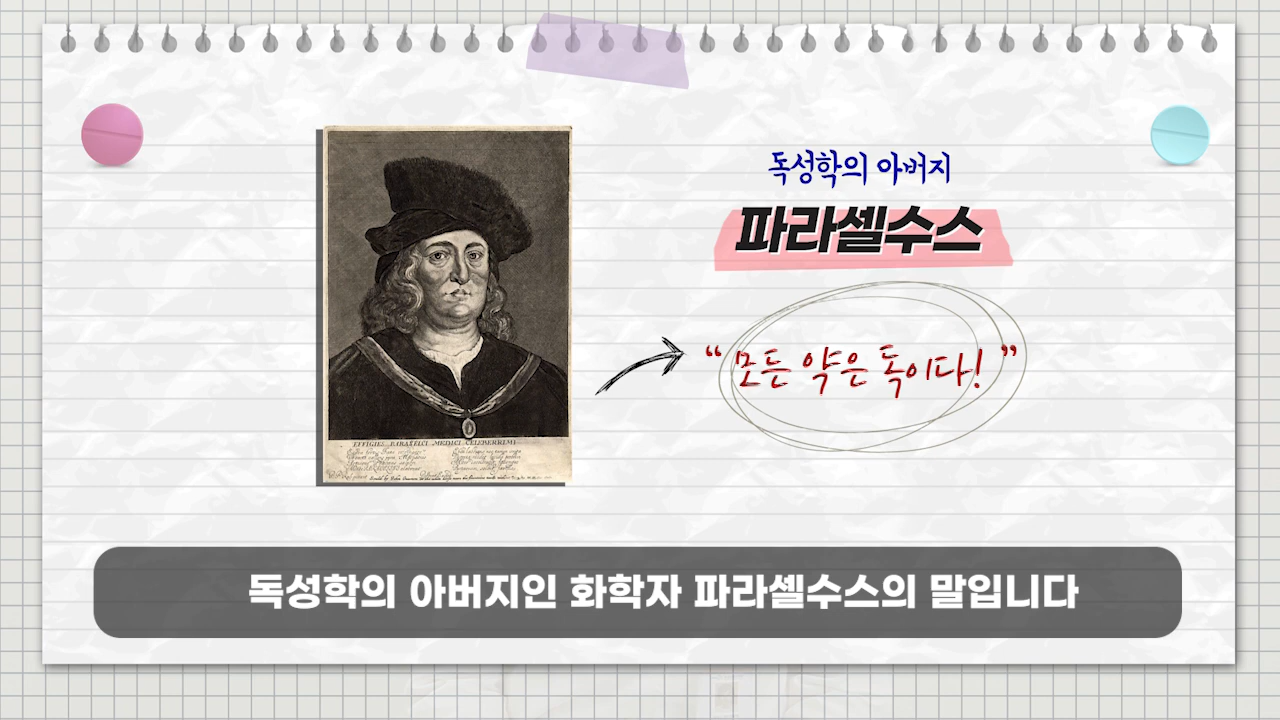 독성학의 아버지
파라셀수스
“모든 약은 독이다!”
EFFIGIES PARACELCI MEDICI CELEBERRIMI
독성학의 아버지인 화학자 파라셀수스의 말입니다